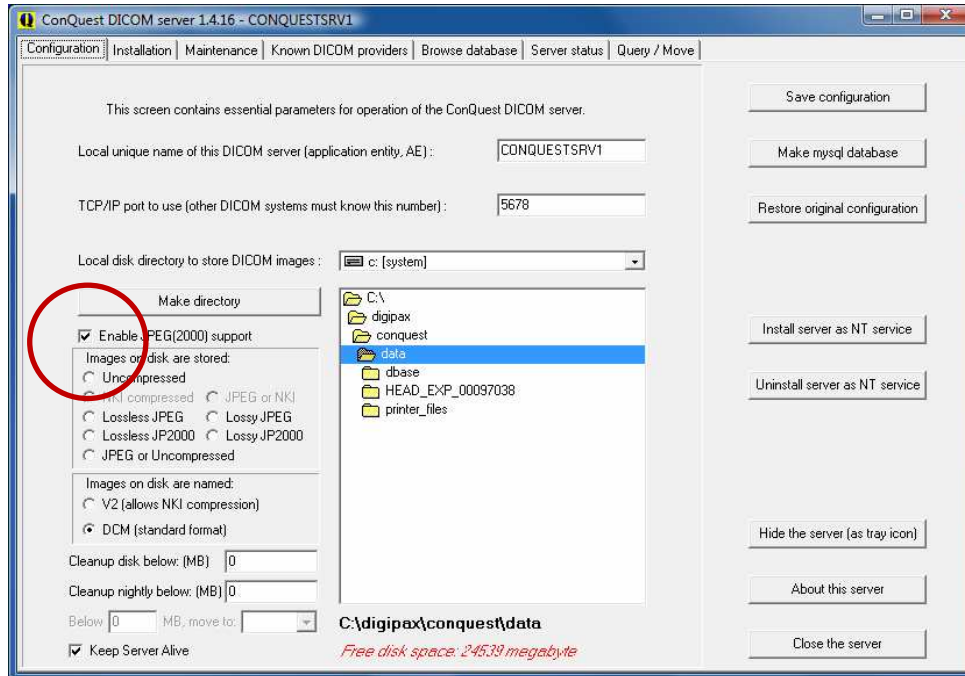 ConQuest DICOM server 1.4.16 - CONQUESTSRV1
Configuration Installation Maintenance Known DICOM providers Browse database Server status Query / Move
This screen contains essential parameters for operation of the ConQuest DICOM server.
Save configuration
Local unique name of this DICOM server (application entity, AE) : CONQUESTSRV1
Make mysql database
TCP/IP port to use (other DICOM systems must know this number) : 5678
Restore original configuration
Local disk directory to store DICOM images : c: [system]
Make directory
C:\
digipax
conquest
data
dbase
HEAD_EXP_00097038
printer_files
Enable JPEG(2000) support
Images on disk are stored:
Uncompressed
NKI compressed JPEG or NKI
Lossless JPEG Lossy JPEG
Lossless JP2000 Lossy JP2000
JPEG or Uncompressed
Images on disk are named:
V2 (allows NKI compression)
DCM (standard format)
Cleanup disk below: (MB) 0
Cleanup nightly below: (MB) 0
Below 0 MB, move to:
Keep Server Alive
C:\digipax\conquest\data
Free disk space: 24539 megabyte
Install server as NT service
Uninstall server as NT service
Hide the server (as tray icon)
About this server
Close the server